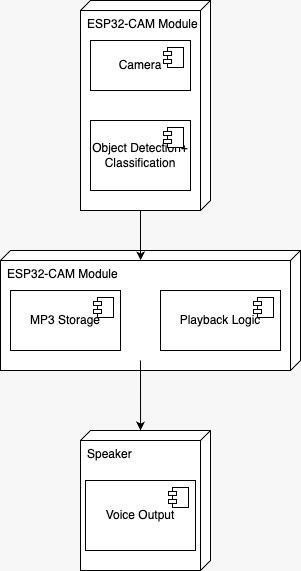 ESP32-CAM Module
Camera
Object Detection+
Classification
ESP32-CAM Module
MP3 Storage
Playback Logic
Speaker
Voice Output